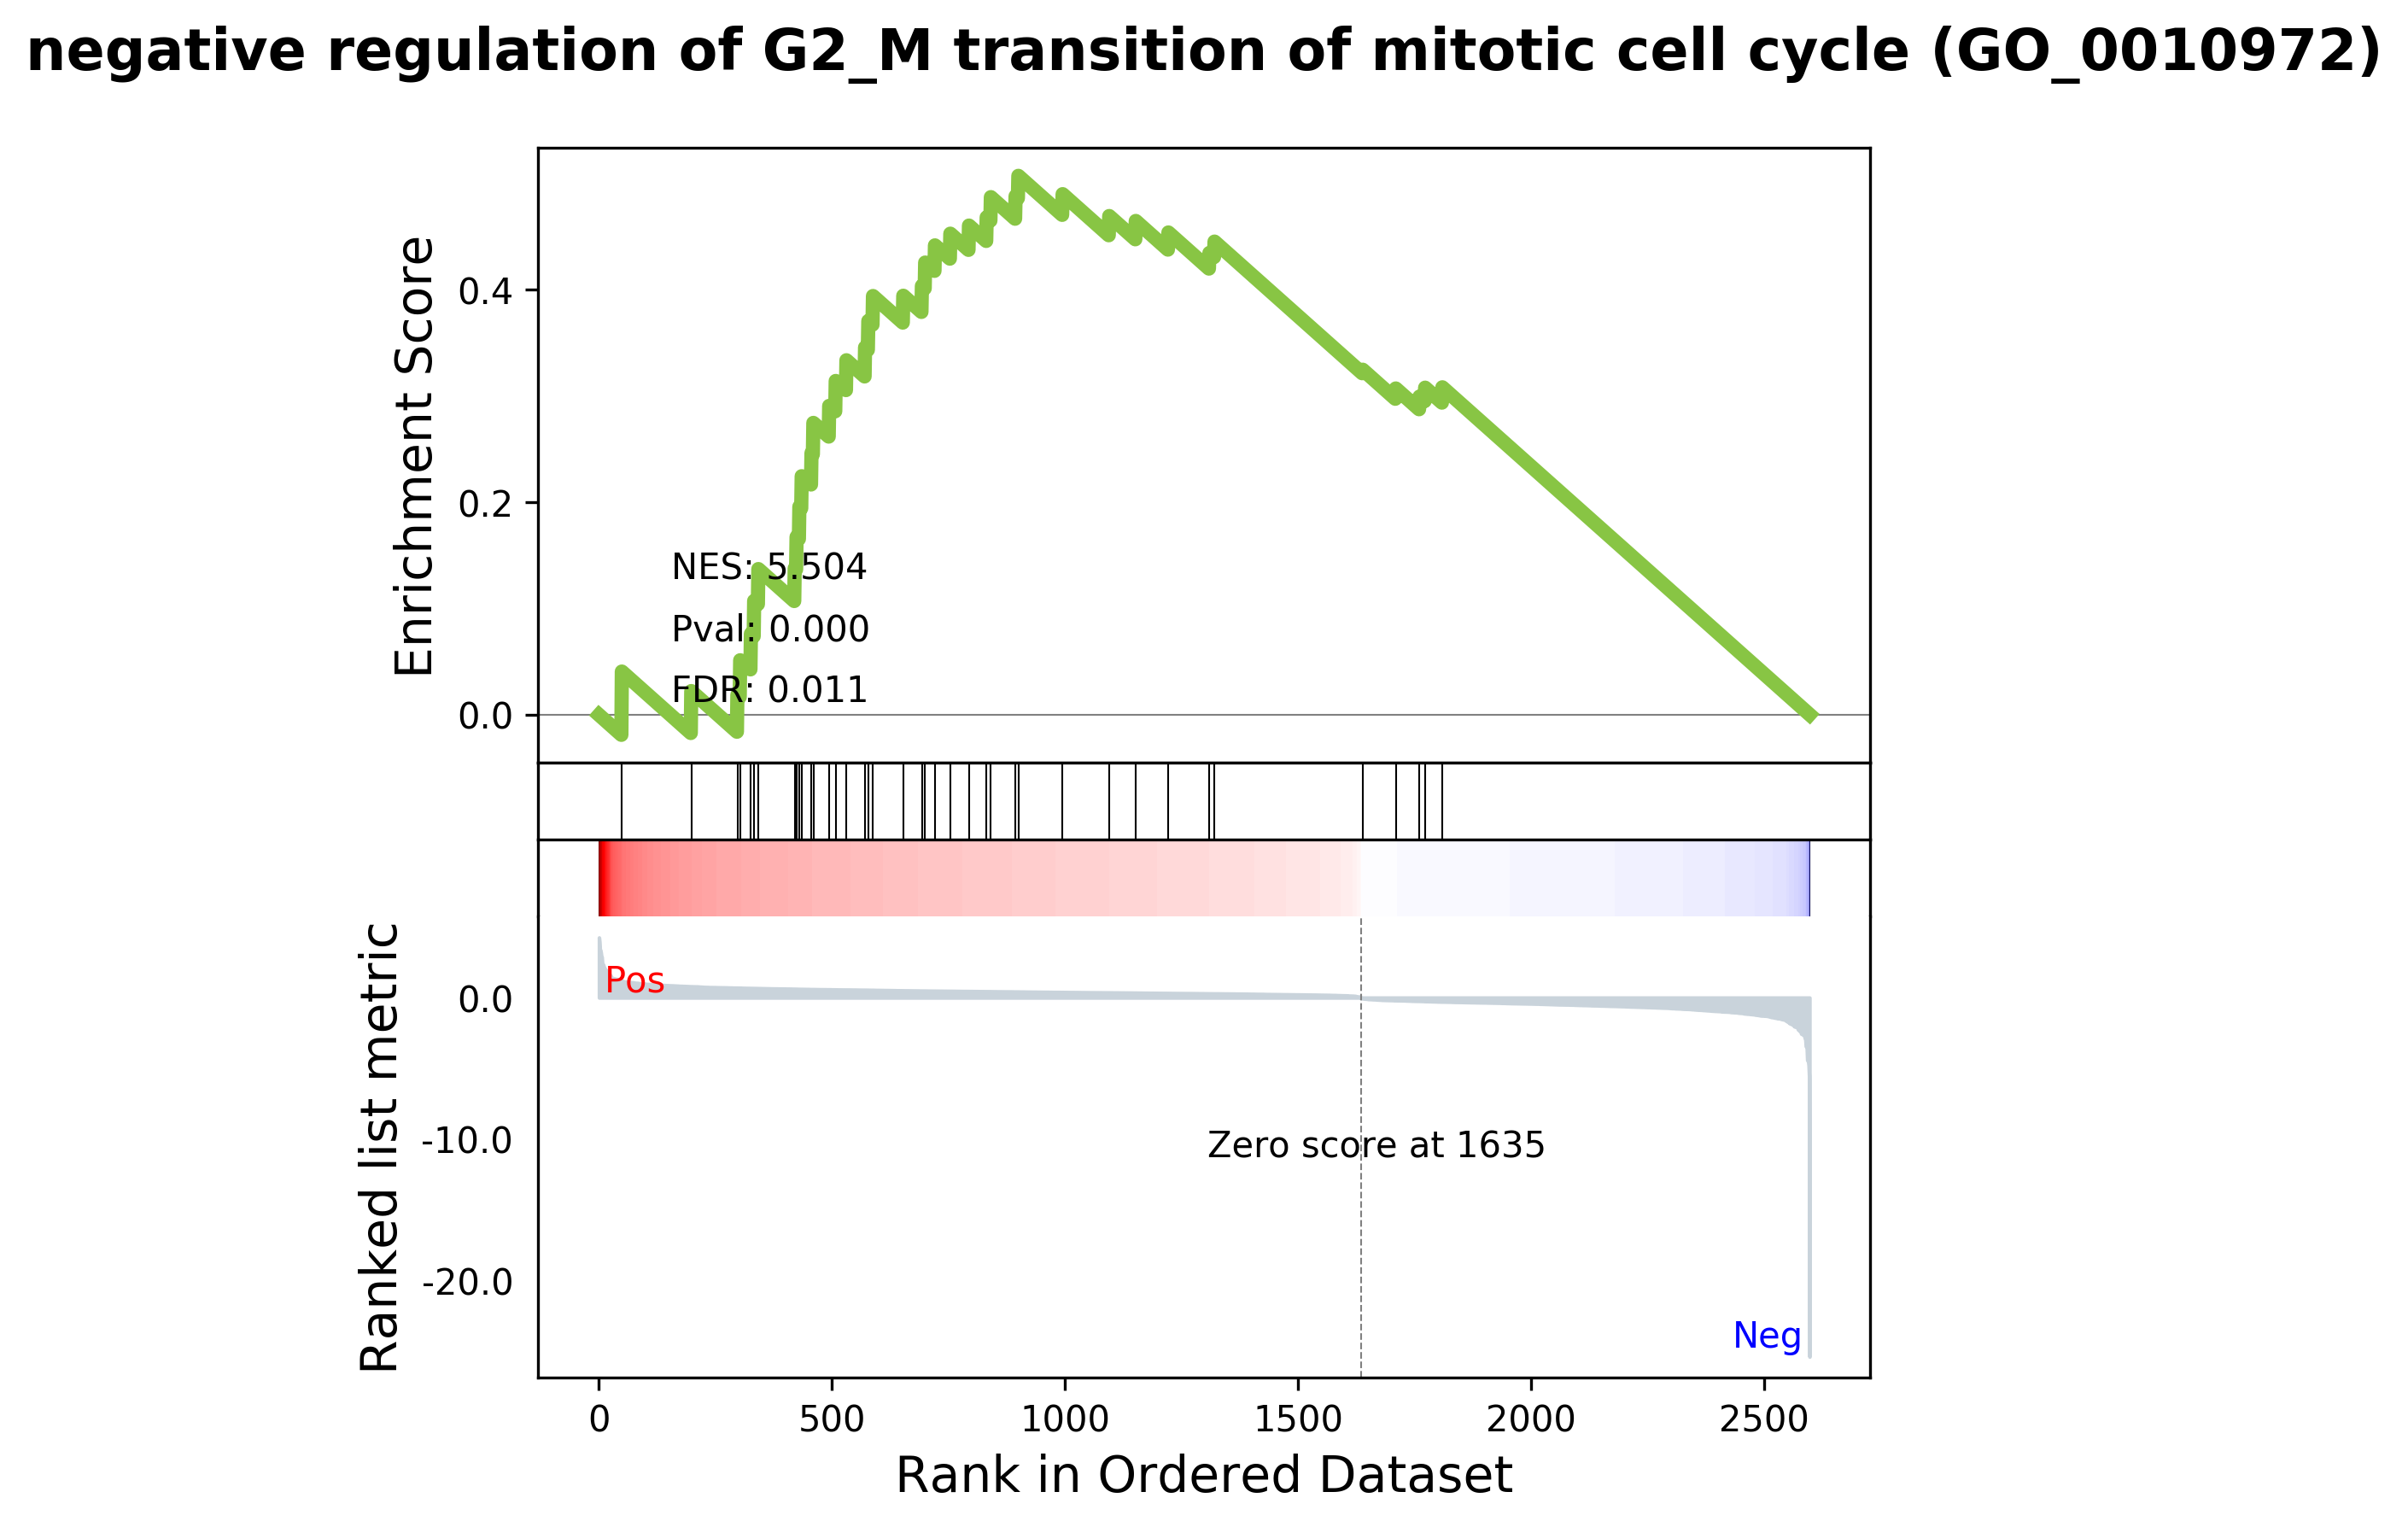 negative regulation of G2_M transition of mitotic cell cycle (GO_0010972)
Enrichment Score
0.4
0.2
0.0
NES: 5.504
Pval: 0.000
FDR: 0.011
Ranked list metric
0.0
-10.0
-20.0
Pos
Zero score at 1635
Neg
0 500 1000 1500 2000 2500
Rank in Ordered Dataset